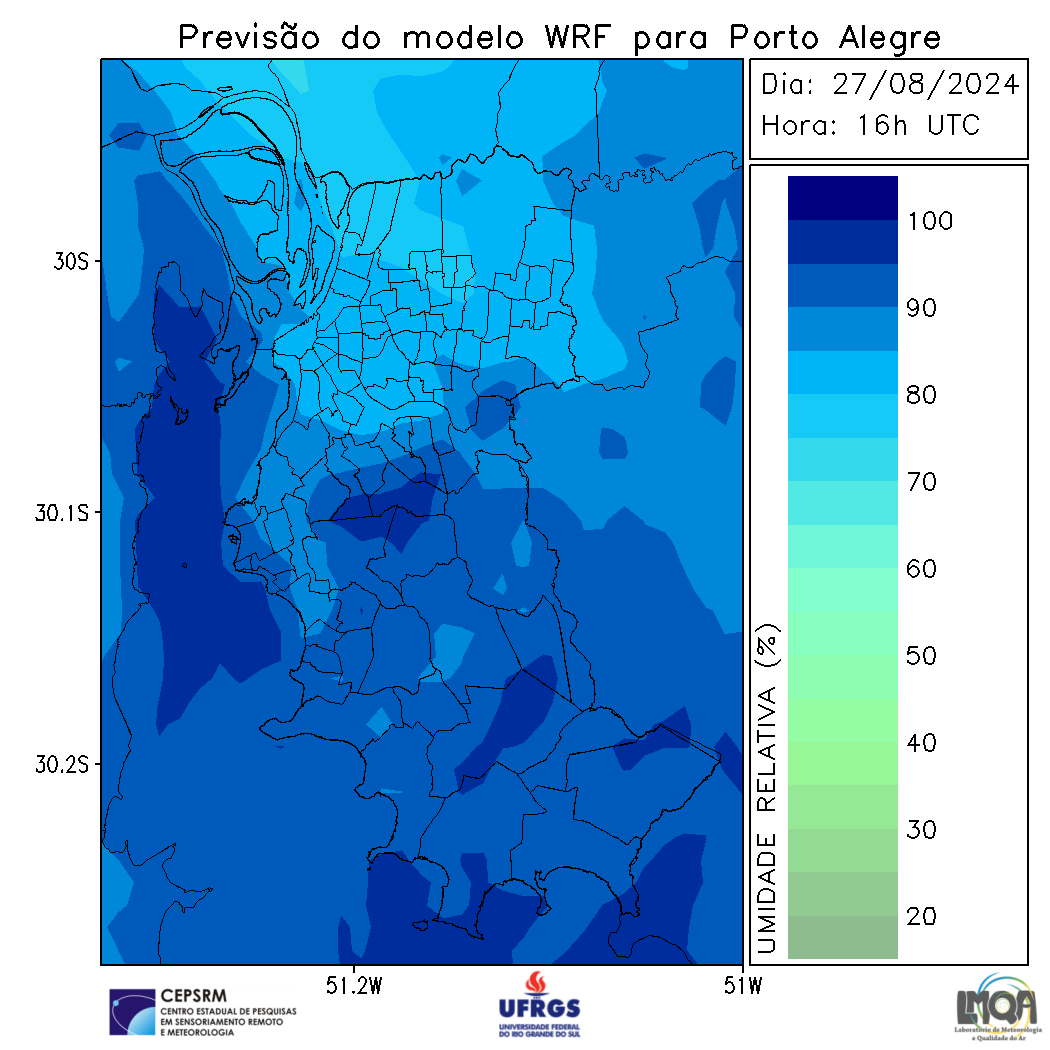 Previsão do modelo WRF para Porto Alegre
Dia: 27/08/2024
Hora: 16h UTC
100
90
80
70
60
50
40
30
20
UMIDADE RELATIVA (%)
30S
30.1S
30.2S
51.2W
51W
CEPSRM
CENTRO ESTADUAL DE PESQUISAS
EM SENSORIAMENTO REMOTO
E METEOROLOGIA
UFRGS
UNIVERSIDADE FEDERAL
DO RIO GRANDE DO SUL
LMQA
Laboratório de Meteorologia
e Qualidade do Ar